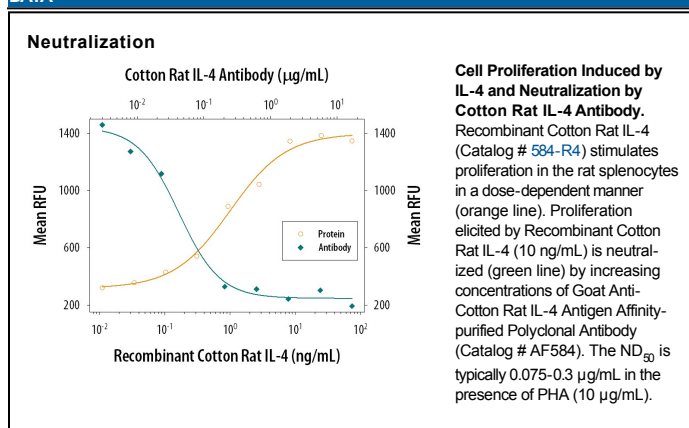 Neutralization
Cotton Rat IL-4 Antibody (µg/mL)
10-2 10-1 100 101
1400 1400
1000 1000
600 600
200 200
Mean RFU
Mean RFU
Protein
Antibody
10-2 10-1 100 101 102
Recombinant Cotton Rat IL-4 (ng/mL)
Cell Proliferation Induced by
IL-4 and Neutralization by
Cotton Rat IL-4 Antibody.
Recombinant Cotton Rat IL-4
(Catalog # 584-R4) stimulates
proliferation in the rat splenocytes
in a dose-dependent manner
(orange line). Proliferation
elicited by Recombinant Cotton
Rat IL-4 (10 ng/mL) is neutral-
ized (green line) by increasing
concentrations of Goat Anti-
Cotton Rat IL-4 Antigen Affinity-
purified Polyclonal Antibody
(Catalog # AF584). The ND50 is
typically 0.075-0.3 µg/mL in the
presence of PHA (10 µg/mL).